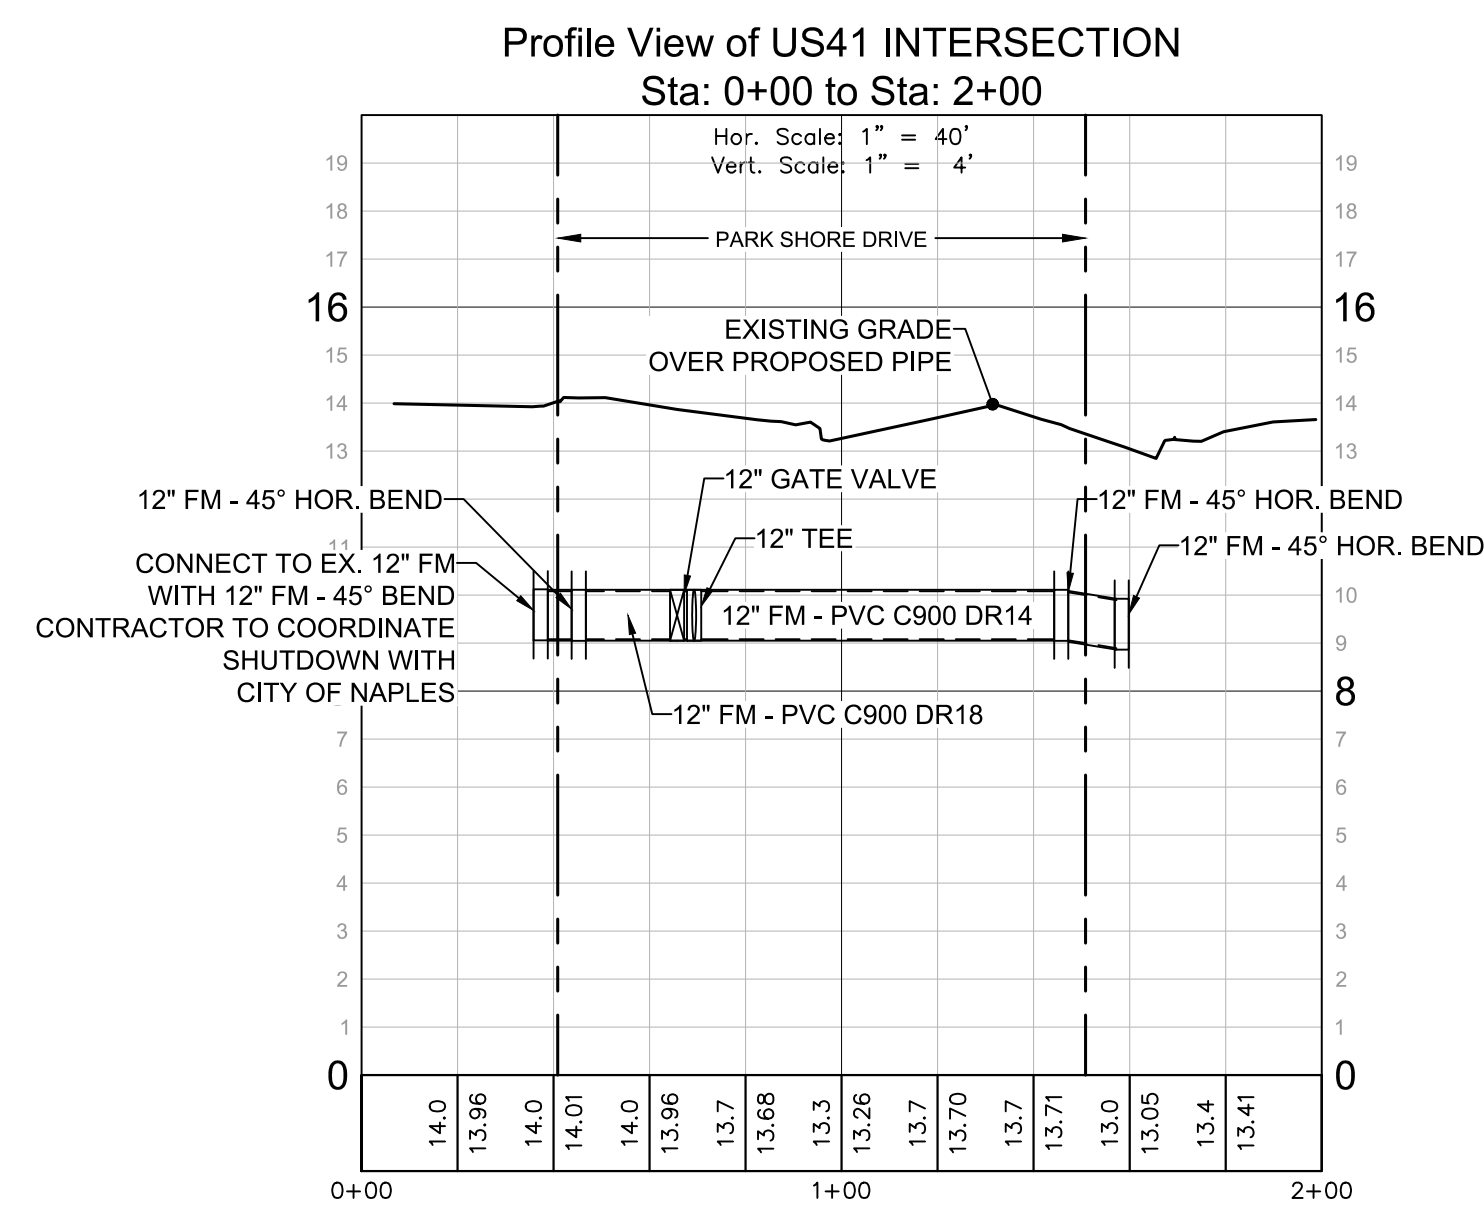 Profile View of US41 INTERSECTION
Sta: 0+00 to Sta: 2+00
Hor. Scale: 1" = 40'
Vert. Scale: 1" = 4'
19 19
18 18
PARK SHORE DRIVE
17 17
16 16
EXISTING GRADE
OVER PROPOSED PIPE
15 15
14 14
13 13
12" GATE VALVE
12" FM - 45° HOR. BEND
12" FM - 45° HOR. BEND
12" TEE
12" FM - 45° HOR. BEND
11
CONNECT TO EX. 12" FM
WITH 12" FM - 45° BEND
CONTRACTOR TO COORDINATE
SHUTDOWN WITH
CITY OF NAPLES
10
12" FM - PVC C900 DR14
9
8
12" FM - PVC C900 DR18
7 7
6 6
5 5
4 4
3 3
2 2
1 1
0 0
14.0
13.96
14.0
14.01
14.0
13.96
13.7
13.68
13.3
13.26
13.7
13.70
13.7
13.71
13.0
13.05
13.4
13.41
0+00 1+00 2+00